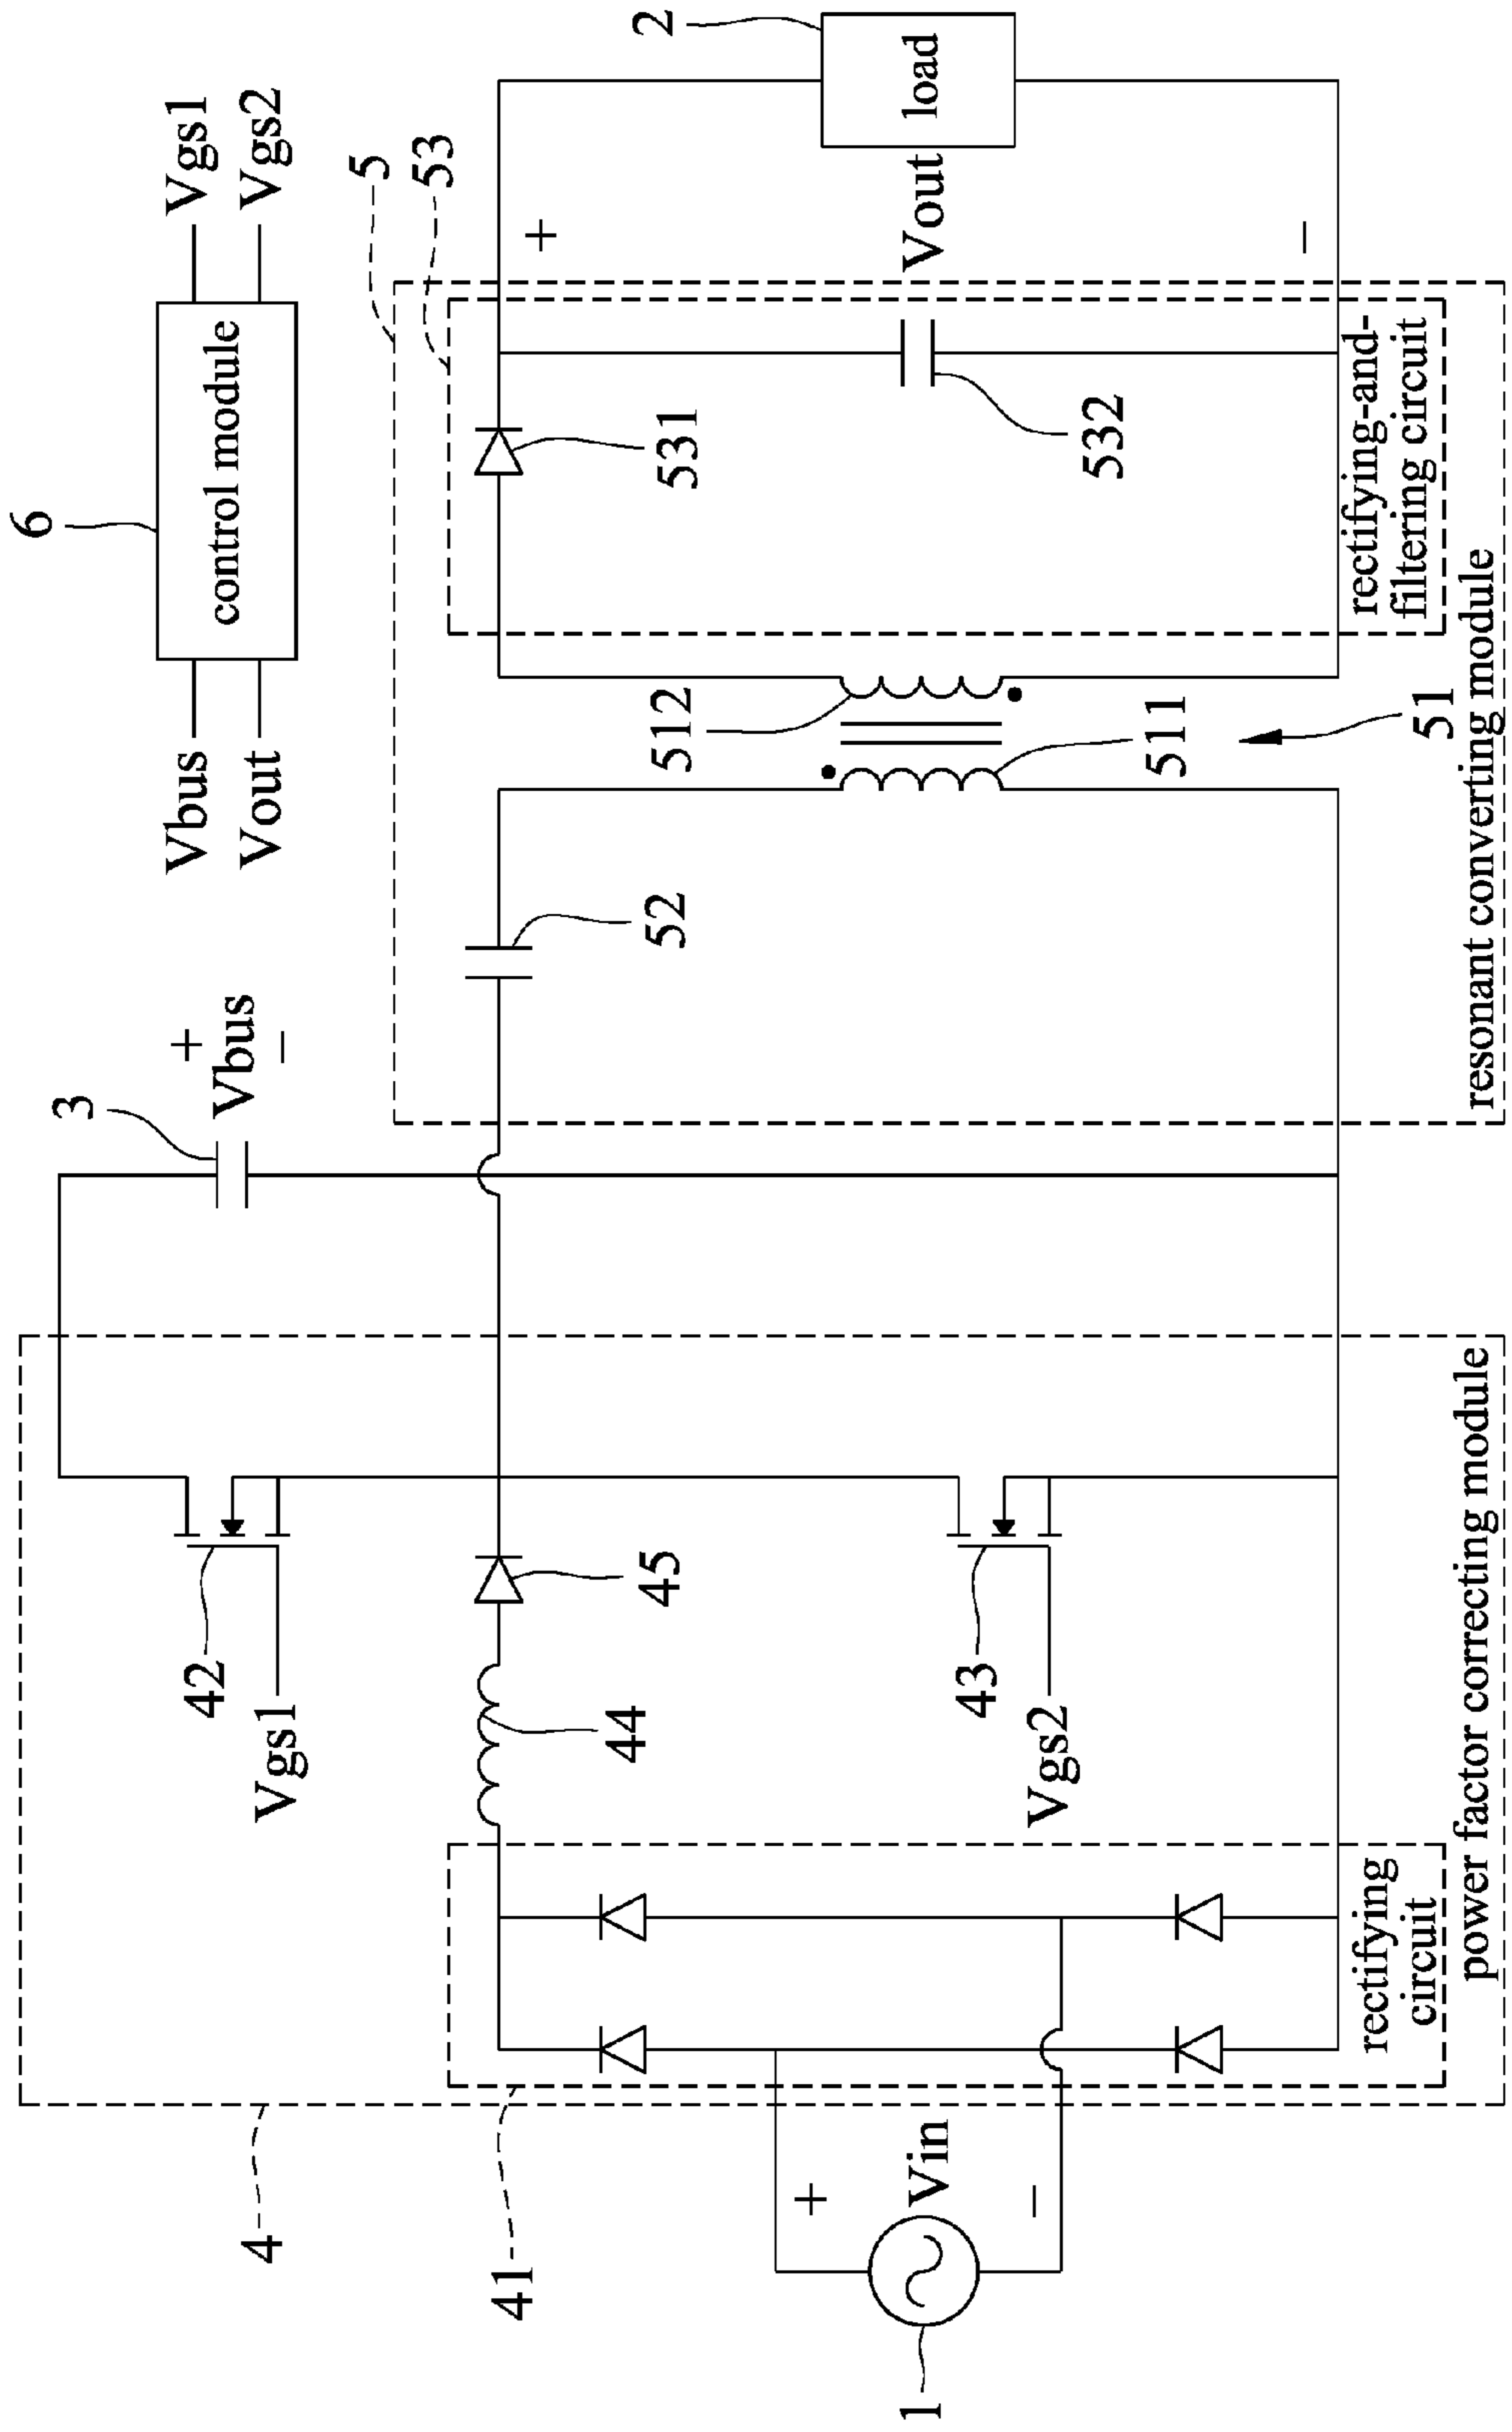 6
control module
Vbus
Vout
Vgs1
Vgs2
4
42
Vgs1
3
+
Vbus
−
5
53
2
load
+
Vout
−
41
44
45
52
531
532
512
511
51
1
+
Vin
−
43
Vgs2
rectifying
circuit
power factor correcting module
rectifying-and-
filtering circuit
resonant converting module